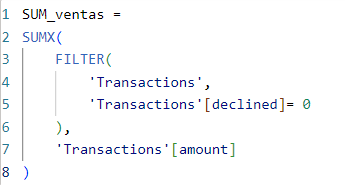 1 SUM_ventas =
2 SUMX(
3     FILTER(
4         'Transactions',
5         'Transactions'[declined]= 0
6     ),
7     'Transactions'[amount]
8 )